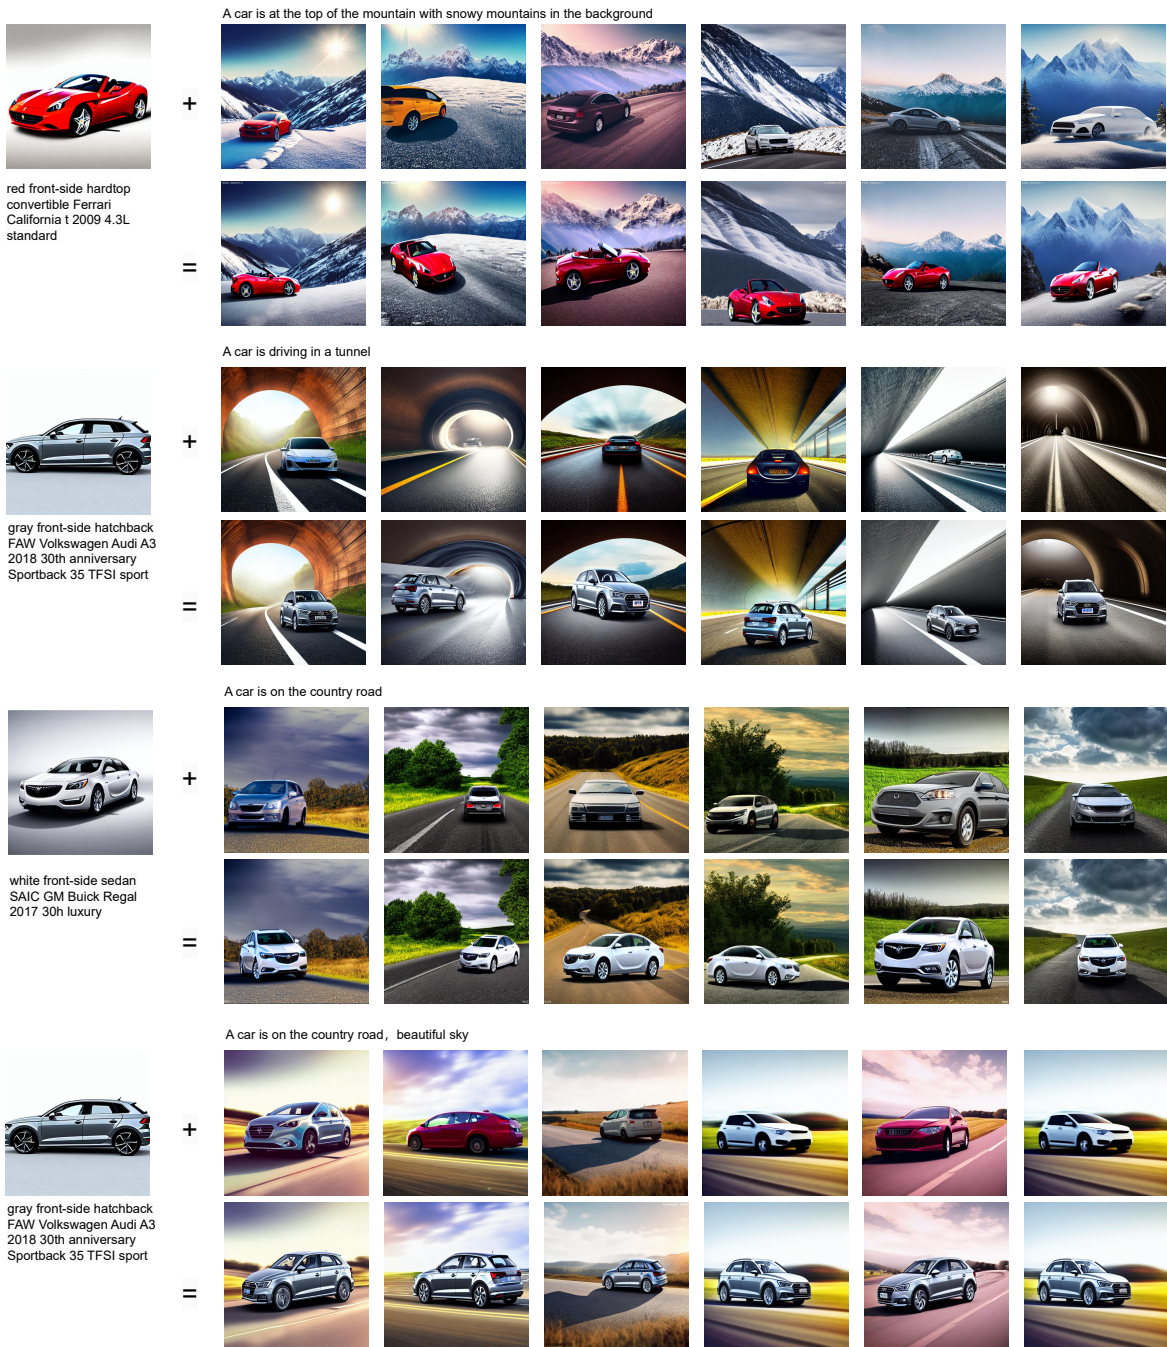 A car is at the top of the mountain with snowy mountains in the background
+
red front-side hardtop
convertible Ferrari
California t 2009 4.3L
standard
=
A car is driving in a tunnel
+
gray front-side hatchback
FAW Volkswagen Audi A3
2018 30th anniversary
Sportback 35 TFSI sport
=
A car is on the country road
+
white front-side sedan
SAIC GM Buick Regal
2017 30h luxury
=
A car is on the country road, beautiful sky
+
gray front-side hatchback
FAW Volkswagen Audi A3
2018 30th anniversary
Sportback 35 TFSI sport
=